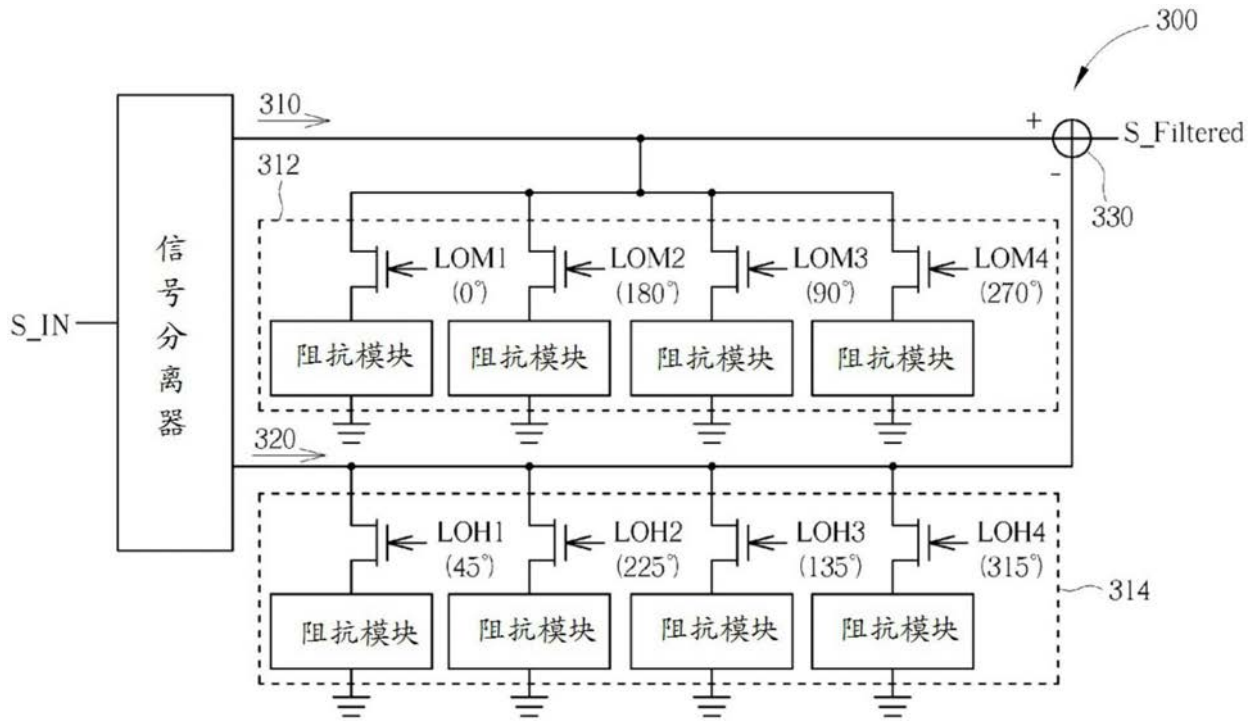 300
310
+
S_Filtered
312
-
330
信号分离器
S_IN
LOM1
(0°)
LOM2
(180°)
LOM3
(90°)
LOM4
(270°)
阻抗模块
阻抗模块
阻抗模块
阻抗模块
320
LOH1
(45°)
LOH2
(225°)
LOH3
(135°)
LOH4
(315°)
314
阻抗模块
阻抗模块
阻抗模块
阻抗模块